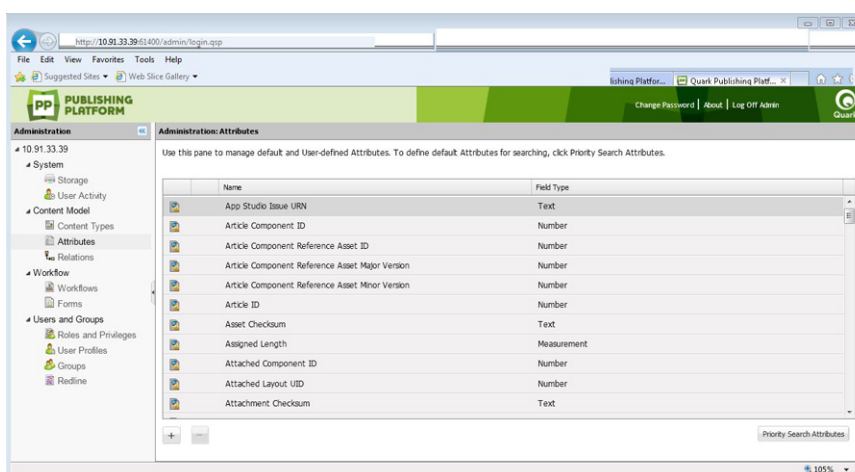 http://10.91.33.39:61400/admin/login.qsp
File Edit View Favorites Tools Help
Suggested Sites Web Slice Gallery
lishing Platfor... Quark Publishing Platf...
PP PUBLISHING PLATFORM
Change Password | About | Log Off Admin
Quark
Administration
10.91.33.39
System
Storage
User Activity
Content Model
Content Types
Attributes
Relations
Workflow
Workflows
Forms
Users and Groups
Roles and Privileges
User Profiles
Groups
Redline
Administration: Attributes
Use this pane to manage default and User-defined Attributes. To define default Attributes for searching, click Priority Search Attributes.
Name Field Type
App Studio Issue URN Text
Article Component ID Number
Article Component Reference Asset ID Number
Article Component Reference Asset Major Version Number
Article Component Reference Asset Minor Version Number
Article ID Number
Asset Checksum Text
Assigned Length Measurement
Attached Component ID Number
Attached Layout UID Number
Attachment Checksum Text
Priority Search Attributes
105%